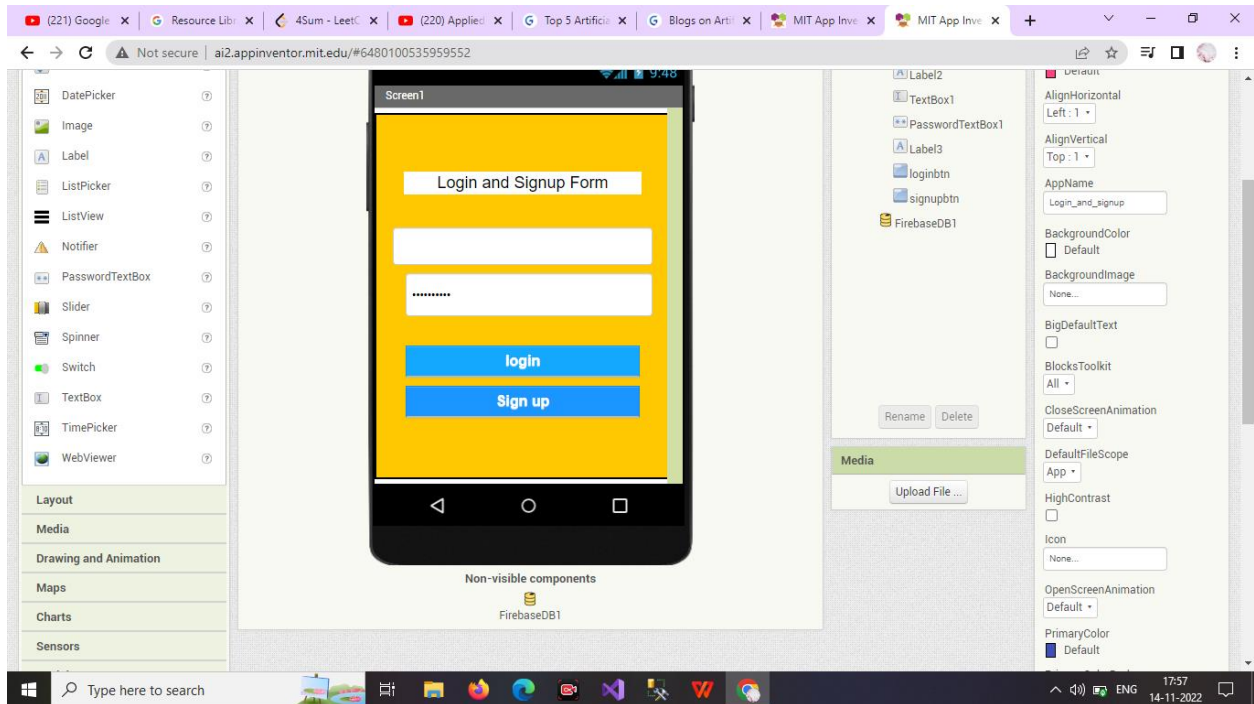 (221) Google
Resource Libr
4Sum - LeetC
(220) Applied
Top 5 Artificia
Blogs on Arti
MIT App Inve
MIT App Inve
Not secure | ai2.appinventor.mit.edu/#6480100535959552
DatePicker
Image
Label
ListPicker
ListView
Notifier
PasswordTextBox
Slider
Spinner
Switch
TextBox
TimePicker
WebViewer
Layout
Media
Drawing and Animation
Maps
Charts
Sensors
9:48
Screen1
Login and Signup Form
login
Sign up
Non-visible components
FirebaseDB1
Label2
TextBox1
PasswordTextBox1
Label3
loginbtn
signupbtn
FirebaseDB1
Rename Delete
Media
Upload File ...
Default
AlignHorizontal
Left : 1
AlignVertical
Top : 1
AppName
Login_and_signup
BackgroundColor
Default
BackgroundImage
None...
BigDefaultText
BlocksToolkit
All
CloseScreenAnimation
Default
DefaultFileScope
App
HighContrast
Icon
None...
OpenScreenAnimation
Default
PrimaryColor
Default
Type here to search
ENG
17:57
14-11-2022